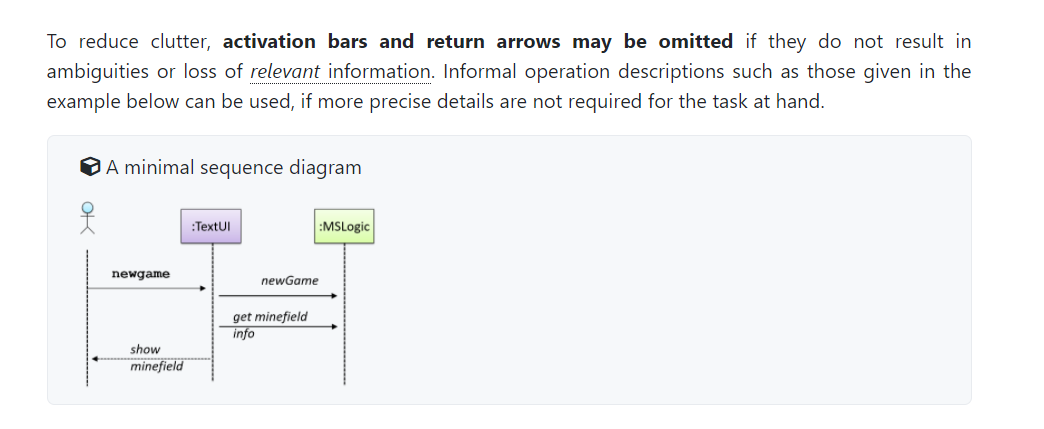 To reduce clutter, activation bars and return arrows may be omitted if they do not result in
ambiguities or loss of relevant information. Informal operation descriptions such as those given in the
example below can be used, if more precise details are not required for the task at hand.
A minimal sequence diagram
:TextUI
:MSLogic
newgame
newGame
get minefield
info
show
minefield